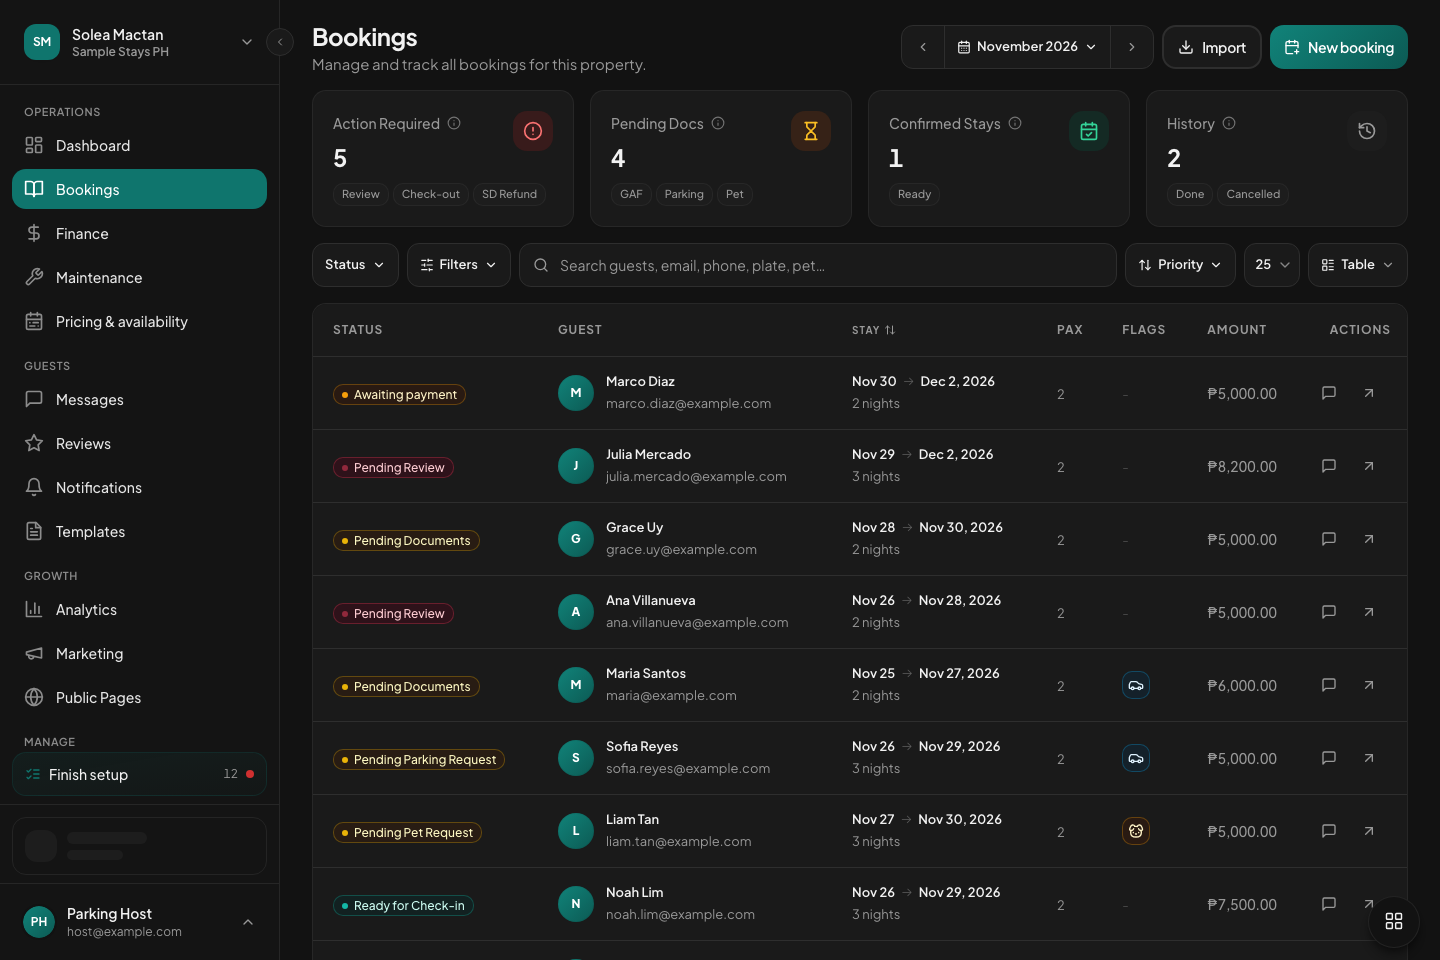 SM
Solea Mactan
Sample Stays PH
OPERATIONS
Dashboard
Bookings
Finance
Maintenance
Pricing & availability
GUESTS
Messages
Reviews
Notifications
Templates
GROWTH
Analytics
Marketing
Public Pages
MANAGE
Finish setup 12
PH
Parking Host
host@example.com
Bookings
Manage and track all bookings for this property.
November 2026
Import
New booking
Action Required
5
Review Check-out SD Refund
Pending Docs
4
GAF Parking Pet
Confirmed Stays
1
Ready
History
2
Done Cancelled
Status
Filters
Search guests, email, phone, plate, pet...
Priority
25
Table
STATUS GUEST STAY PAX FLAGS AMOUNT ACTIONS
Awaiting payment M Marco Diaz Nov 30 → Dec 2, 2026 2 - ₱5,000.00
marco.diaz@example.com 2 nights
Pending Review J Julia Mercado Nov 29 → Dec 2, 2026 2 - ₱8,200.00
julia.mercado@example.com 3 nights
Pending Documents G Grace Uy Nov 28 → Nov 30, 2026 2 - ₱5,000.00
grace.uy@example.com 2 nights
Pending Review A Ana Villanueva Nov 26 → Nov 28, 2026 2 - ₱5,000.00
ana.villanueva@example.com 2 nights
Pending Documents M Maria Santos Nov 25 → Nov 27, 2026 2 ₱6,000.00
maria@example.com 2 nights
Pending Parking Request S Sofia Reyes Nov 26 → Nov 29, 2026 2 ₱5,000.00
sofia.reyes@example.com 3 nights
Pending Pet Request L Liam Tan Nov 27 → Nov 30, 2026 2 ₱5,000.00
liam.tan@example.com 3 nights
Ready for Check-in N Noah Lim Nov 26 → Nov 29, 2026 2 - ₱7,500.00
noah.lim@example.com 3 nights